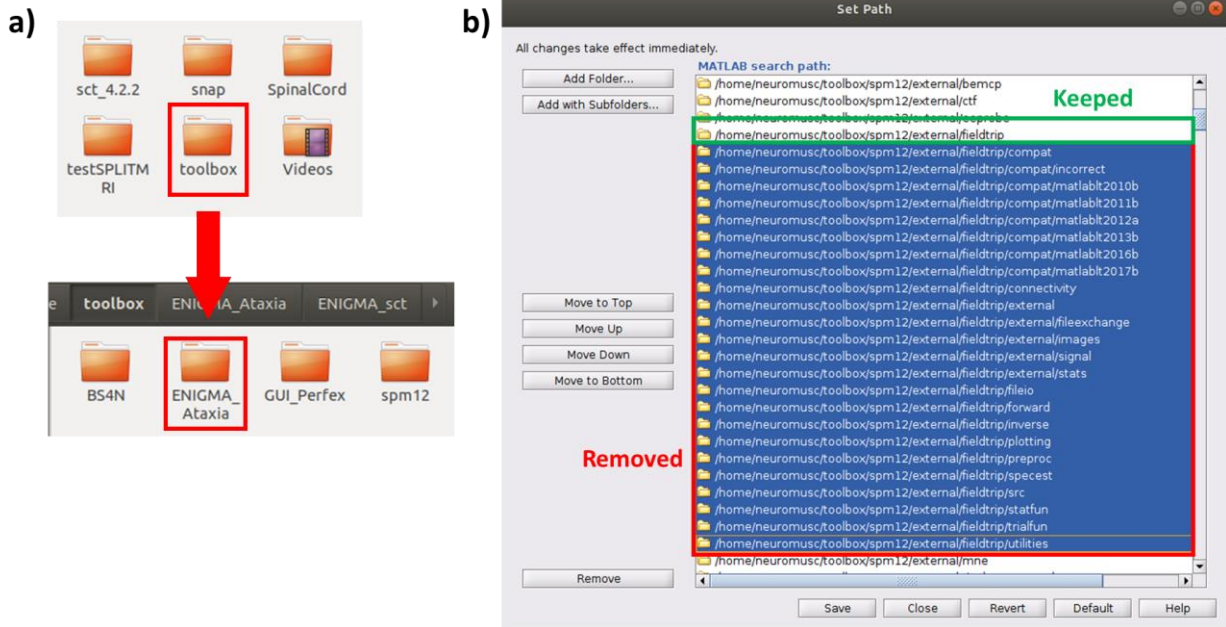 a)
sct_4.2.2 snap SpinalCord
testSPLITM
RI toolbox Videos
toolbox ENIGMA_Ataxia ENIGMA_sct
BS4N ENIGMA_
Ataxia GUI_Perfex spm12
b)
Set Path
All changes take effect immediately.
MATLAB search path:
Add Folder...
Add with Subfolders...
Move to Top
Move Up
Move Down
Move to Bottom
Remove
Keeped
Removed
/home/neuromusc/toolbox/spm12/external/bemcp
/home/neuromusc/toolbox/spm12/external/ctf
/home/neuromusc/toolbox/spm12/external/eeprobe
/home/neuromusc/toolbox/spm12/external/fieldtrip
/home/neuromusc/toolbox/spm12/external/fieldtrip/compat
/home/neuromusc/toolbox/spm12/external/fieldtrip/compat/incorrect
/home/neuromusc/toolbox/spm12/external/fieldtrip/compat/matlablt2010b
/home/neuromusc/toolbox/spm12/external/fieldtrip/compat/matlablt2011b
/home/neuromusc/toolbox/spm12/external/fieldtrip/compat/matlablt2012a
/home/neuromusc/toolbox/spm12/external/fieldtrip/compat/matlablt2013b
/home/neuromusc/toolbox/spm12/external/fieldtrip/compat/matlablt2016b
/home/neuromusc/toolbox/spm12/external/fieldtrip/compat/matlablt2017b
/home/neuromusc/toolbox/spm12/external/fieldtrip/connectivity
/home/neuromusc/toolbox/spm12/external/fieldtrip/external
/home/neuromusc/toolbox/spm12/external/fieldtrip/external/fileexchange
/home/neuromusc/toolbox/spm12/external/fieldtrip/external/images
/home/neuromusc/toolbox/spm12/external/fieldtrip/external/signal
/home/neuromusc/toolbox/spm12/external/fieldtrip/external/stats
/home/neuromusc/toolbox/spm12/external/fieldtrip/fileio
/home/neuromusc/toolbox/spm12/external/fieldtrip/forward
/home/neuromusc/toolbox/spm12/external/fieldtrip/inverse
/home/neuromusc/toolbox/spm12/external/fieldtrip/plotting
/home/neuromusc/toolbox/spm12/external/fieldtrip/preproc
/home/neuromusc/toolbox/spm12/external/fieldtrip/specest
/home/neuromusc/toolbox/spm12/external/fieldtrip/src
/home/neuromusc/toolbox/spm12/external/fieldtrip/statfun
/home/neuromusc/toolbox/spm12/external/fieldtrip/trialfun
/home/neuromusc/toolbox/spm12/external/fieldtrip/utilities
/home/neuromusc/toolbox/spm12/external/mne
Save Close Revert Default Help